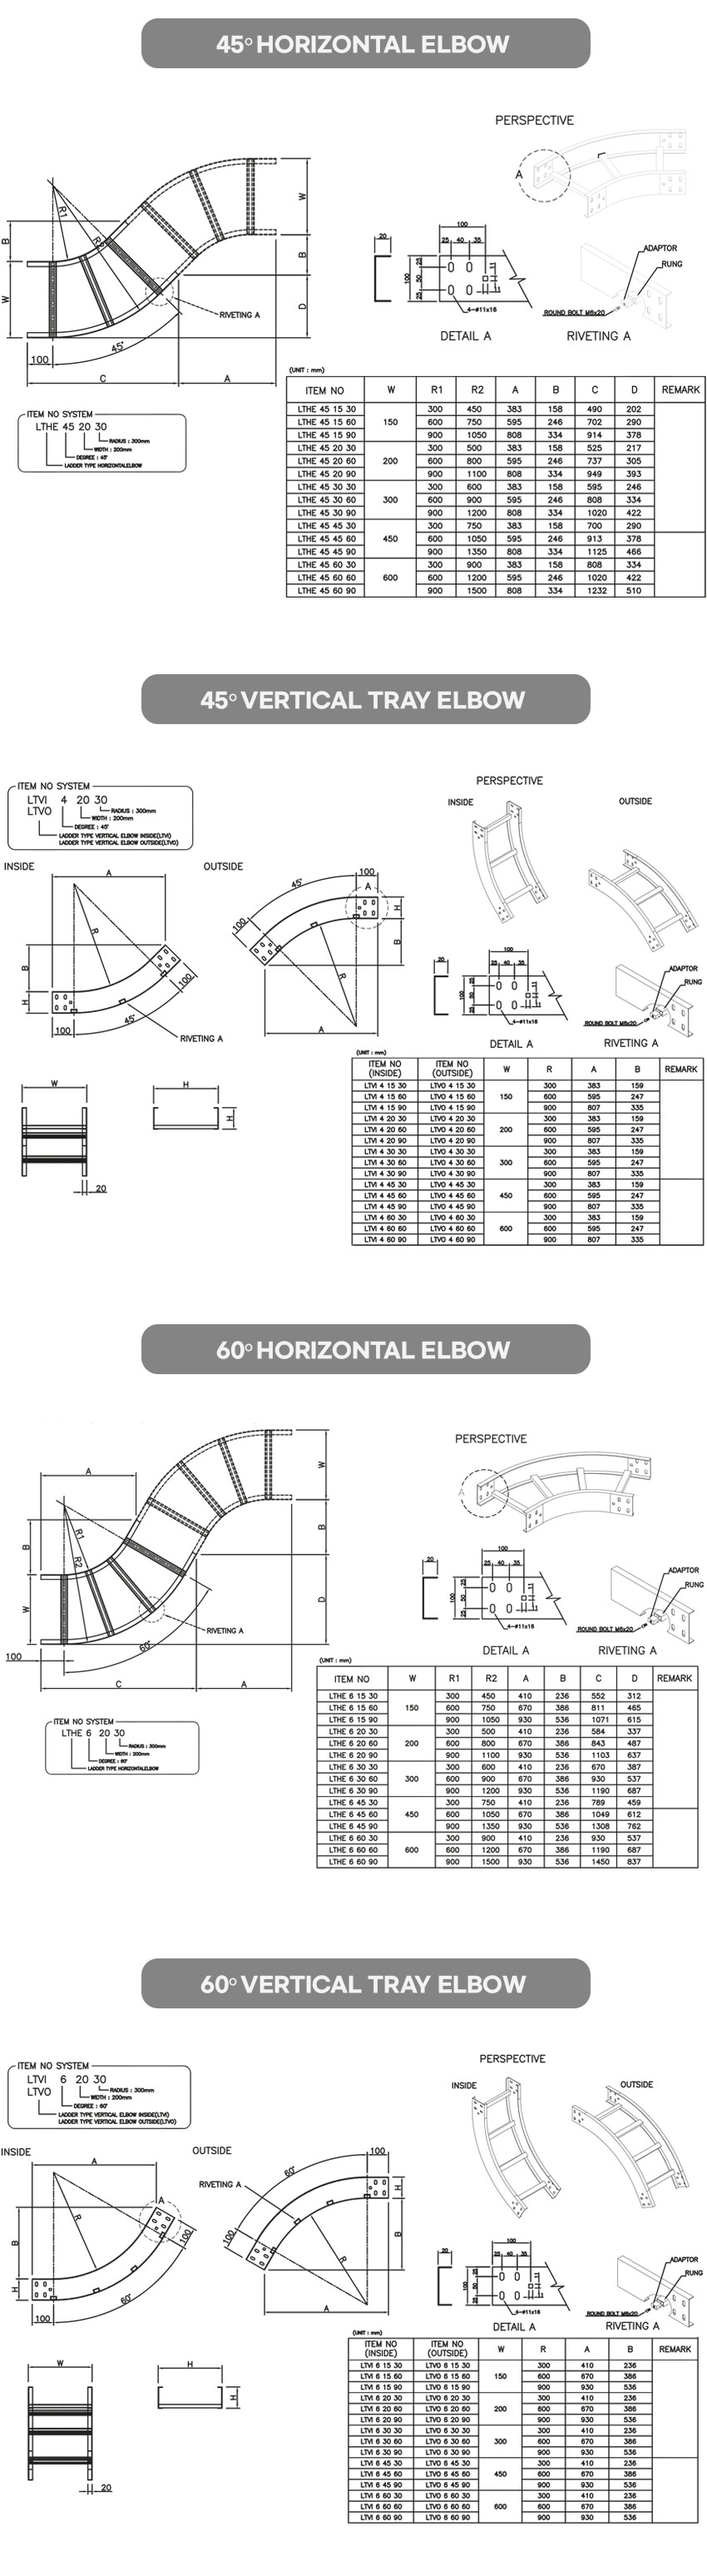 45° HORIZONTAL ELBOW
PERSPECTIVE
A
R1
R2
W
B
D
B
W
RIVETING A
100
45°
C
A
20
100
25 40 35
100
25 50 25
11
11
4-ø11x16
DETAIL A
ADAPTOR
RUNG
ROUND BOLT M6x20
RIVETING A
ITEM NO SYSTEM
LTHE 45 20 30
RADIUS : 300mm
WIDTH : 200mm
DEGREE : 45°
LADDER TYPE HORIZONTALELBOW
(UNIT : mm)
ITEM NO W R1 R2 A B C D REMARK
LTHE 45 15 30 300 450 383 158 490 202
LTHE 45 15 60 150 600 750 595 246 702 290
LTHE 45 15 90 900 1050 808 334 914 378
LTHE 45 20 30 300 500 383 158 525 217
LTHE 45 20 60 200 600 800 595 246 737 305
LTHE 45 20 90 900 1100 808 334 949 393
LTHE 45 30 30 300 600 383 158 595 246
LTHE 45 30 60 300 600 900 595 246 808 334
LTHE 45 30 90 900 1200 808 334 1020 422
LTHE 45 45 30 300 750 383 158 700 290
LTHE 45 45 60 450 600 1050 595 246 913 378
LTHE 45 45 90 900 1350 808 334 1125 466
LTHE 45 60 30 300 900 383 158 808 334
LTHE 45 60 60 600 600 1200 595 246 1020 422
LTHE 45 60 90 900 1500 808 334 1232 510
45° VERTICAL TRAY ELBOW
ITEM NO SYSTEM
LTVI 4 20 30
LTVO
RADIUS : 300mm
WIDTH : 200mm
DEGREE : 45°
LADDER TYPE VERTICAL ELBOW INSIDE(LTVI)
LADDER TYPE VERTICAL ELBOW OUTSIDE(LTVO)
PERSPECTIVE
INSIDE
OUTSIDE
INSIDE
A
R
B
H
100
45°
100
RIVETING A
OUTSIDE
100
45°
A
100
H
B
R
A
20
100
25 40 35
100
25 50 25
11
4-ø11x16
DETAIL A
ADAPTOR
RUNG
ROUND BOLT M6x20
RIVETING A
W
20
H
H
(UNIT : mm)
ITEM NO (INSIDE) ITEM NO (OUTSIDE) W R A B REMARK
LTVI 4 15 30 LTVO 4 15 30 300 383 159
LTVI 4 15 60 LTVO 4 15 60 150 600 595 247
LTVI 4 15 90 LTVO 4 15 90 900 807 335
LTVI 4 20 30 LTVO 4 20 30 300 383 159
LTVI 4 20 60 LTVO 4 20 60 200 600 595 247
LTVI 4 20 90 LTVO 4 20 90 900 807 335
LTVI 4 30 30 LTVO 4 30 30 300 383 159
LTVI 4 30 60 LTVO 4 30 60 300 600 595 247
LTVI 4 30 90 LTVO 4 30 90 900 807 335
LTVI 4 45 30 LTVO 4 45 30 300 383 159
LTVI 4 45 60 LTVO 4 45 60 450 600 595 247
LTVI 4 45 90 LTVO 4 45 90 900 807 335
LTVI 4 60 30 LTVO 4 60 30 300 383 159
LTVI 4 60 60 LTVO 4 60 60 600 600 595 247
LTVI 4 60 90 LTVO 4 60 90 900 807 335
60° HORIZONTAL ELBOW
PERSPECTIVE
A
A
R1
R2
W
B
D
B
W
RIVETING A
60°
100
C
A
20
100
25 40 35
100
25 25
11
4-ø11x16
DETAIL A
ADAPTOR
RUNG
ROUND BOLT M6x20
RIVETING A
ITEM NO SYSTEM
LTHE 6 20 30
RADIUS : 300mm
WIDTH : 200mm
DEGREE : 60°
LADDER TYPE HORIZONTALELBOW
(UNIT : mm)
ITEM NO W R1 R2 A B C D REMARK
LTHE 6 15 30 300 450 410 236 552 312
LTHE 6 15 60 150 600 750 670 386 811 465
LTHE 6 15 90 900 1050 930 536 1071 615
LTHE 6 20 30 300 500 410 236 584 337
LTHE 6 20 60 200 600 800 670 386 843 487
LTHE 6 20 90 900 1100 930 536 1103 637
LTHE 6 30 30 300 600 410 236 670 387
LTHE 6 30 60 300 600 900 670 386 930 537
LTHE 6 30 90 900 1200 930 536 1190 687
LTHE 6 45 30 300 750 410 236 789 459
LTHE 6 45 60 450 600 1050 670 386 1049 612
LTHE 6 45 90 900 1350 930 536 1308 762
LTHE 6 60 30 300 900 410 236 930 537
LTHE 6 60 60 600 600 1200 670 386 1190 687
LTHE 6 60 90 900 1500 930 536 1450 837
60° VERTICAL TRAY ELBOW
ITEM NO SYSTEM
LTVI 6 20 30
LTVO
RADIUS : 300mm
WIDTH : 200mm
DEGREE : 60°
LADDER TYPE VERTICAL ELBOW INSIDE(LTVI)
LADDER TYPE VERTICAL ELBOW OUTSIDE(LTVO)
PERSPECTIVE
INSIDE
OUTSIDE
INSIDE
A
A
R
B
H
100
60°
100
OUTSIDE
RIVETING A
100
60°
100
H
B
R
A
20
100
25 40 35
100
25 50 25
11
4-ø11x16
DETAIL A
ADAPTOR
RUNG
ROUND BOLT M6x20
RIVETING A
W
20
H
H
(UNIT : mm)
ITEM NO (INSIDE) ITEM NO (OUTSIDE) W R A B REMARK
LTVI 6 15 30 LTVO 6 15 30 300 410 236
LTVI 6 15 60 LTVO 6 15 60 150 600 670 386
LTVI 6 15 90 LTVO 6 15 90 900 930 536
LTVI 6 20 30 LTVO 6 20 30 300 410 236
LTVI 6 20 60 LTVO 6 20 60 200 600 670 386
LTVI 6 20 90 LTVO 6 20 90 900 930 536
LTVI 6 30 30 LTVO 6 30 30 300 410 236
LTVI 6 30 60 LTVO 6 30 60 300 600 670 386
LTVI 6 30 90 LTVO 6 30 90 900 930 536
LTVI 6 45 30 LTVO 6 45 30 300 410 236
LTVI 6 45 60 LTVO 6 45 60 450 600 670 386
LTVI 6 45 90 LTVO 6 45 90 900 930 536
LTVI 6 60 30 LTVO 6 60 30 300 410 236
LTVI 6 60 60 LTVO 6 60 60 600 600 670 386
LTVI 6 60 90 LTVO 6 60 90 900 930 536